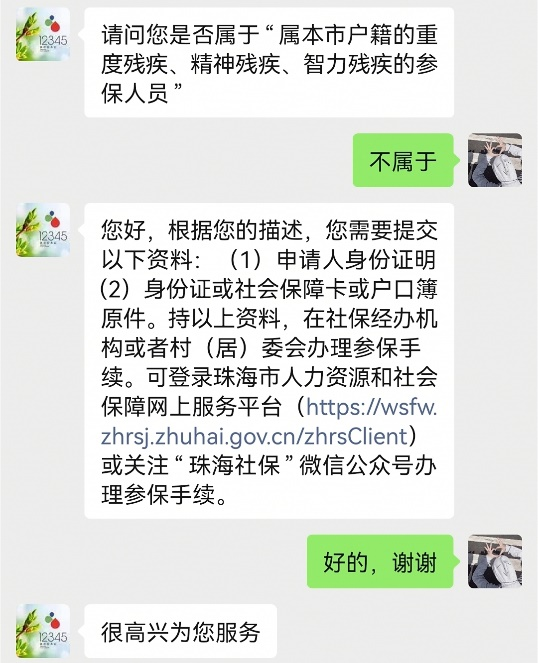 12345
请问您是否属于“属本市户籍的重
度残疾、精神残疾、智力残疾的参
保人员”
不属于
12345
您好，根据您的描述，您需要提交
以下资料：（1）申请人身份证明
(2）身份证或社会保障卡或户口簿
原件。持以上资料，在社保经办机
构或者村（居）委会办理参保手
续。可登录珠海市人力资源和社会
保障网上服务平台（https://wsfw.
zhrsj.zhuhai.gov.cn/zhrsClient）
或关注“珠海社保”微信公众号办
理参保手续。
好的，谢谢
12345
很高兴为您服务